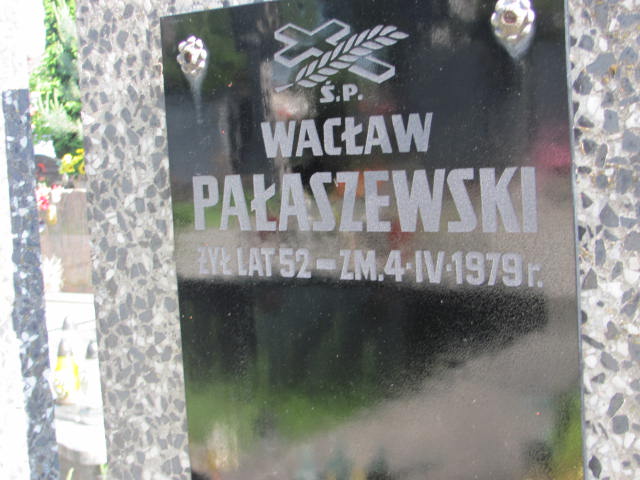 Ś.P.
WACŁAW
PAŁASZEWSKI
ŻYŁ LAT 52 - ZM. 4·IV·1979 r.